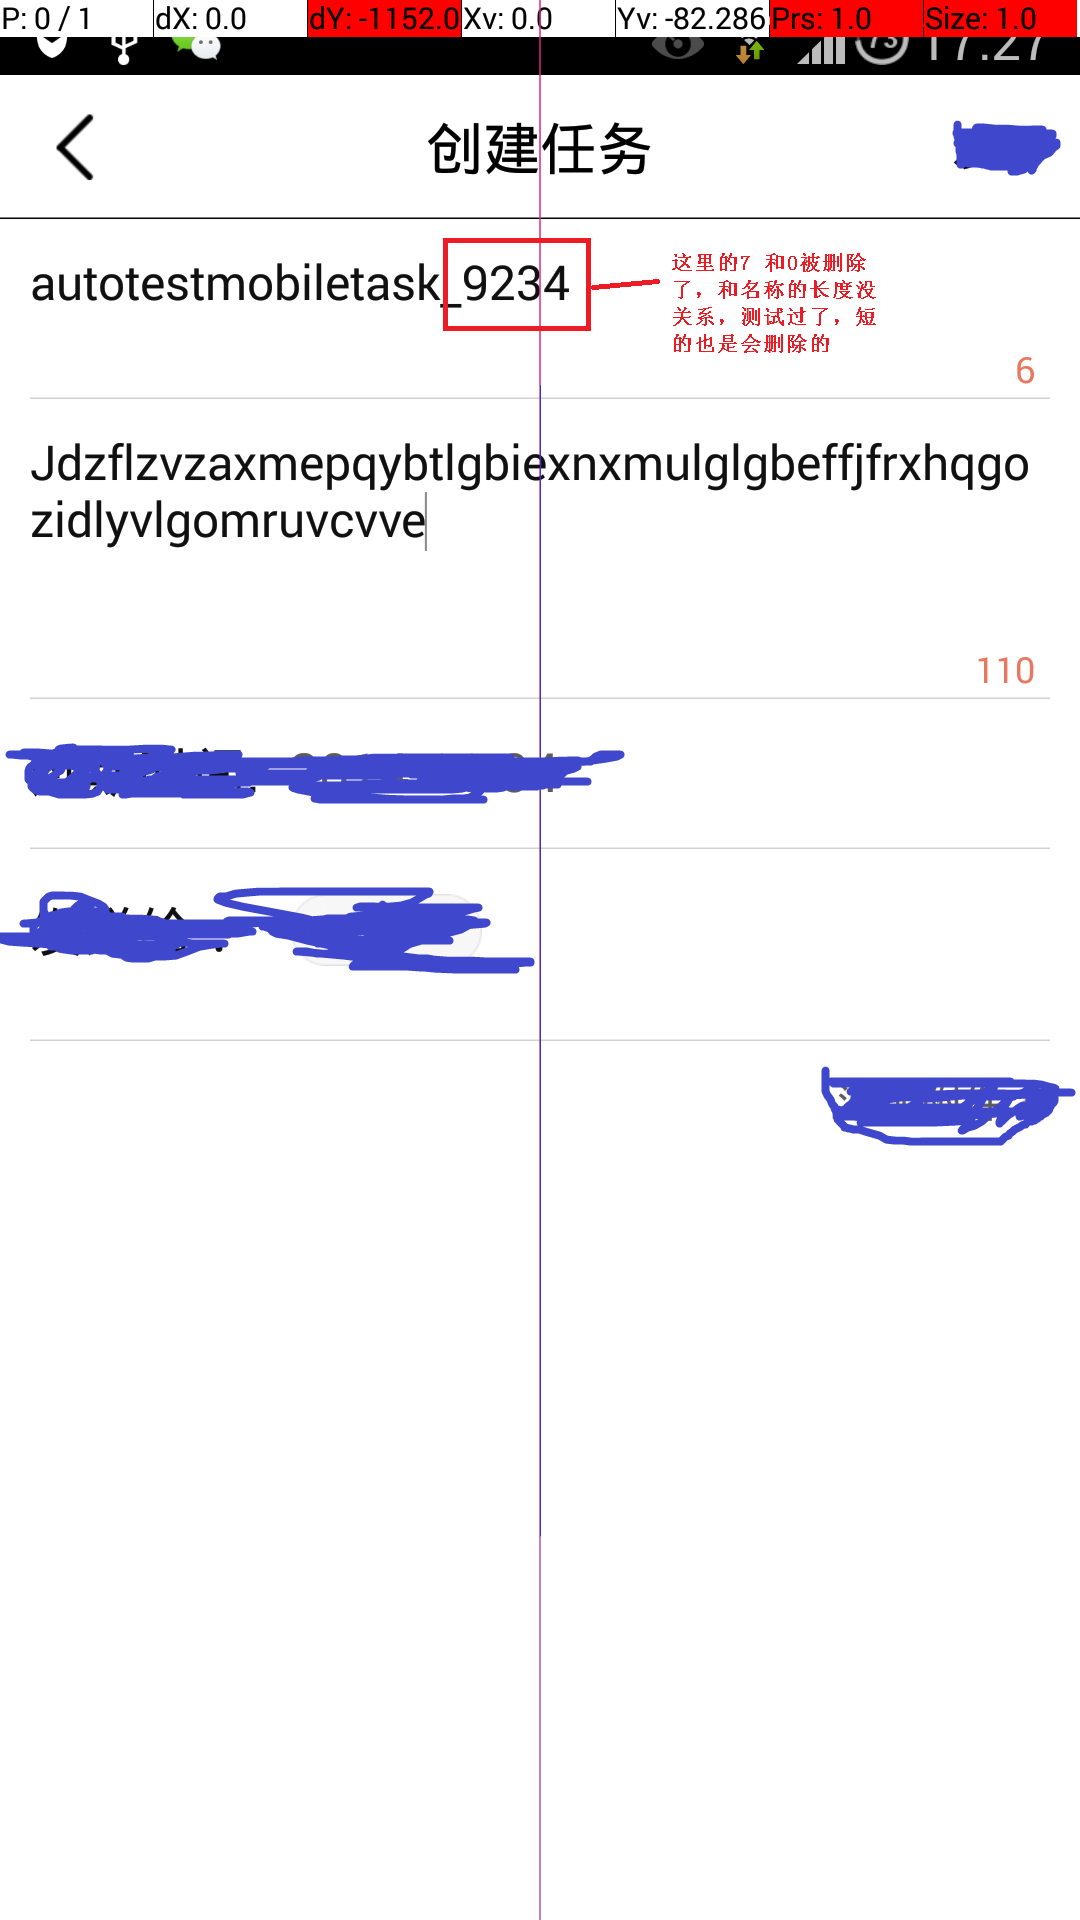 P: 0 / 1 dX: 0.0 dY: -1152.0 Xv: 0.0 Yv: -82.286 Prs: 1.0 Size: 1.0
73 17:27
创建任务
autotestmobiletask_9234
这里的7 和0被删除
了，和名称的长度没
关系，测试过了，短
的也是会删除的
6
Jdzflzvzaxmepqybtlgbiexnxmulglgbeffjfrxhqgo
zidlyvlgomruvcvve
110